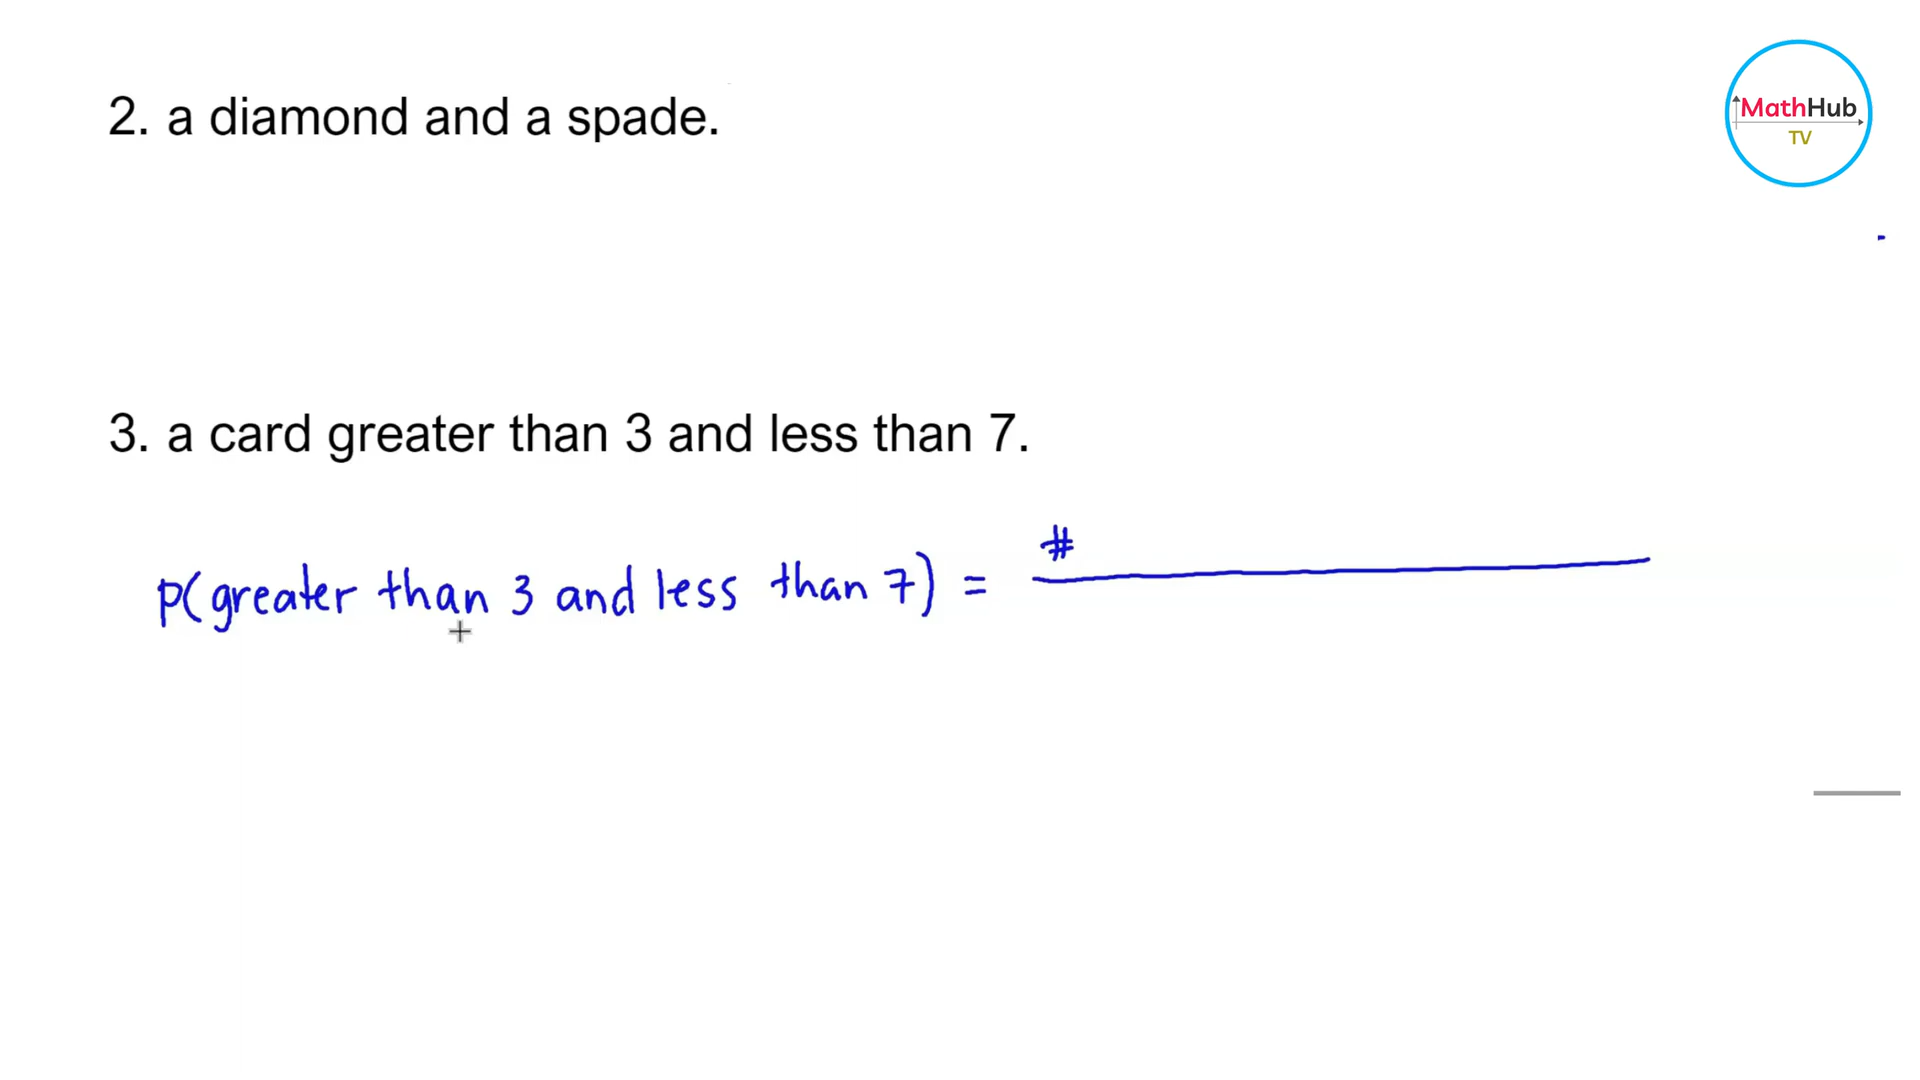 MathHub
TV
2. a diamond and a spade.
3. a card greater than 3 and less than 7.
#
p(greater than 3 and less than 7) =